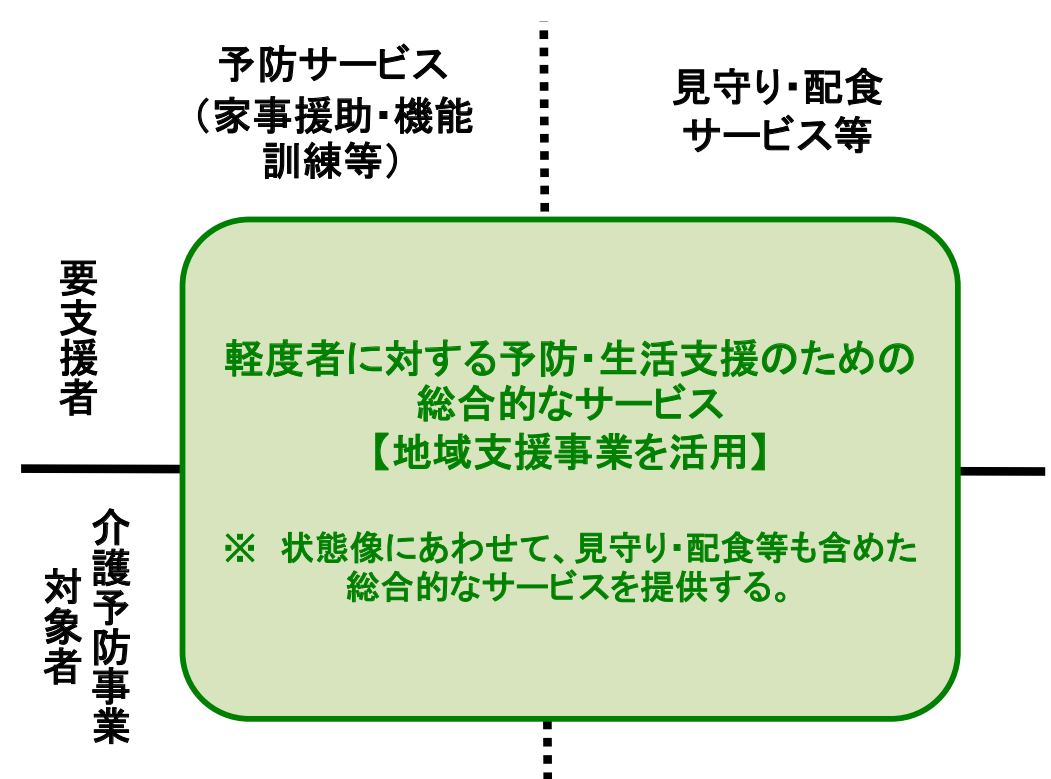 予防サービス
（家事援助・機能
訓練等）
見守り・配食
サービス等
要支援者
軽度者に対する予防・生活支援のための
総合的なサービス
【地域支援事業を活用】
※　状態像にあわせて、見守り・配食等も含めた
総合的なサービスを提供する。
介護予防事業
対象者